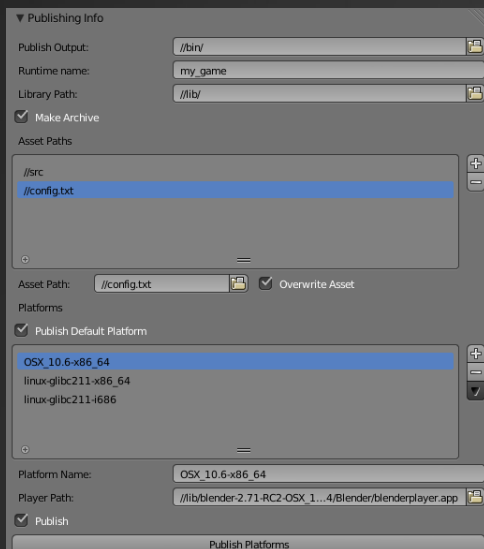 Publishing Info
Publish Output: //bin/
Runtime name: my_game
Library Path: //lib/
Make Archive
Asset Paths
//src
//config.txt
Asset Path: //config.txt Overwrite Asset
Platforms
Publish Default Platform
OSX_10.6-x86_64
linux-glibc211-x86_64
linux-glibc211-i686
Platform Name: OSX_10.6-x86_64
Player Path: //lib/blender-2.71-RC2-OSX_1...4/Blender/blenderplayer.app
Publish
Publish Platforms